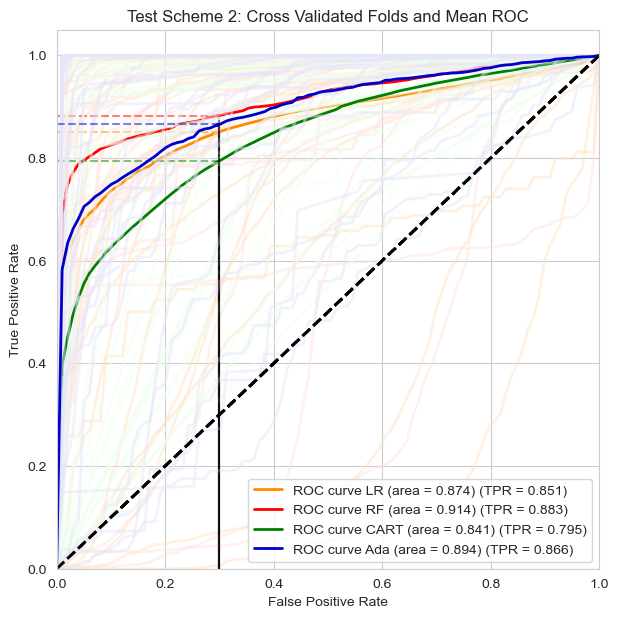 Test Scheme 2: Cross Validated Folds and Mean ROC
True Positive Rate
1.0
0.8
0.6
0.4
0.2
0.0
ROC curve LR (area = 0.874) (TPR = 0.851)
ROC curve RF (area = 0.914) (TPR = 0.883)
ROC curve CART (area = 0.841) (TPR = 0.795)
ROC curve Ada (area = 0.894) (TPR = 0.866)
0.0 0.2 0.4 0.6 0.8 1.0
False Positive Rate